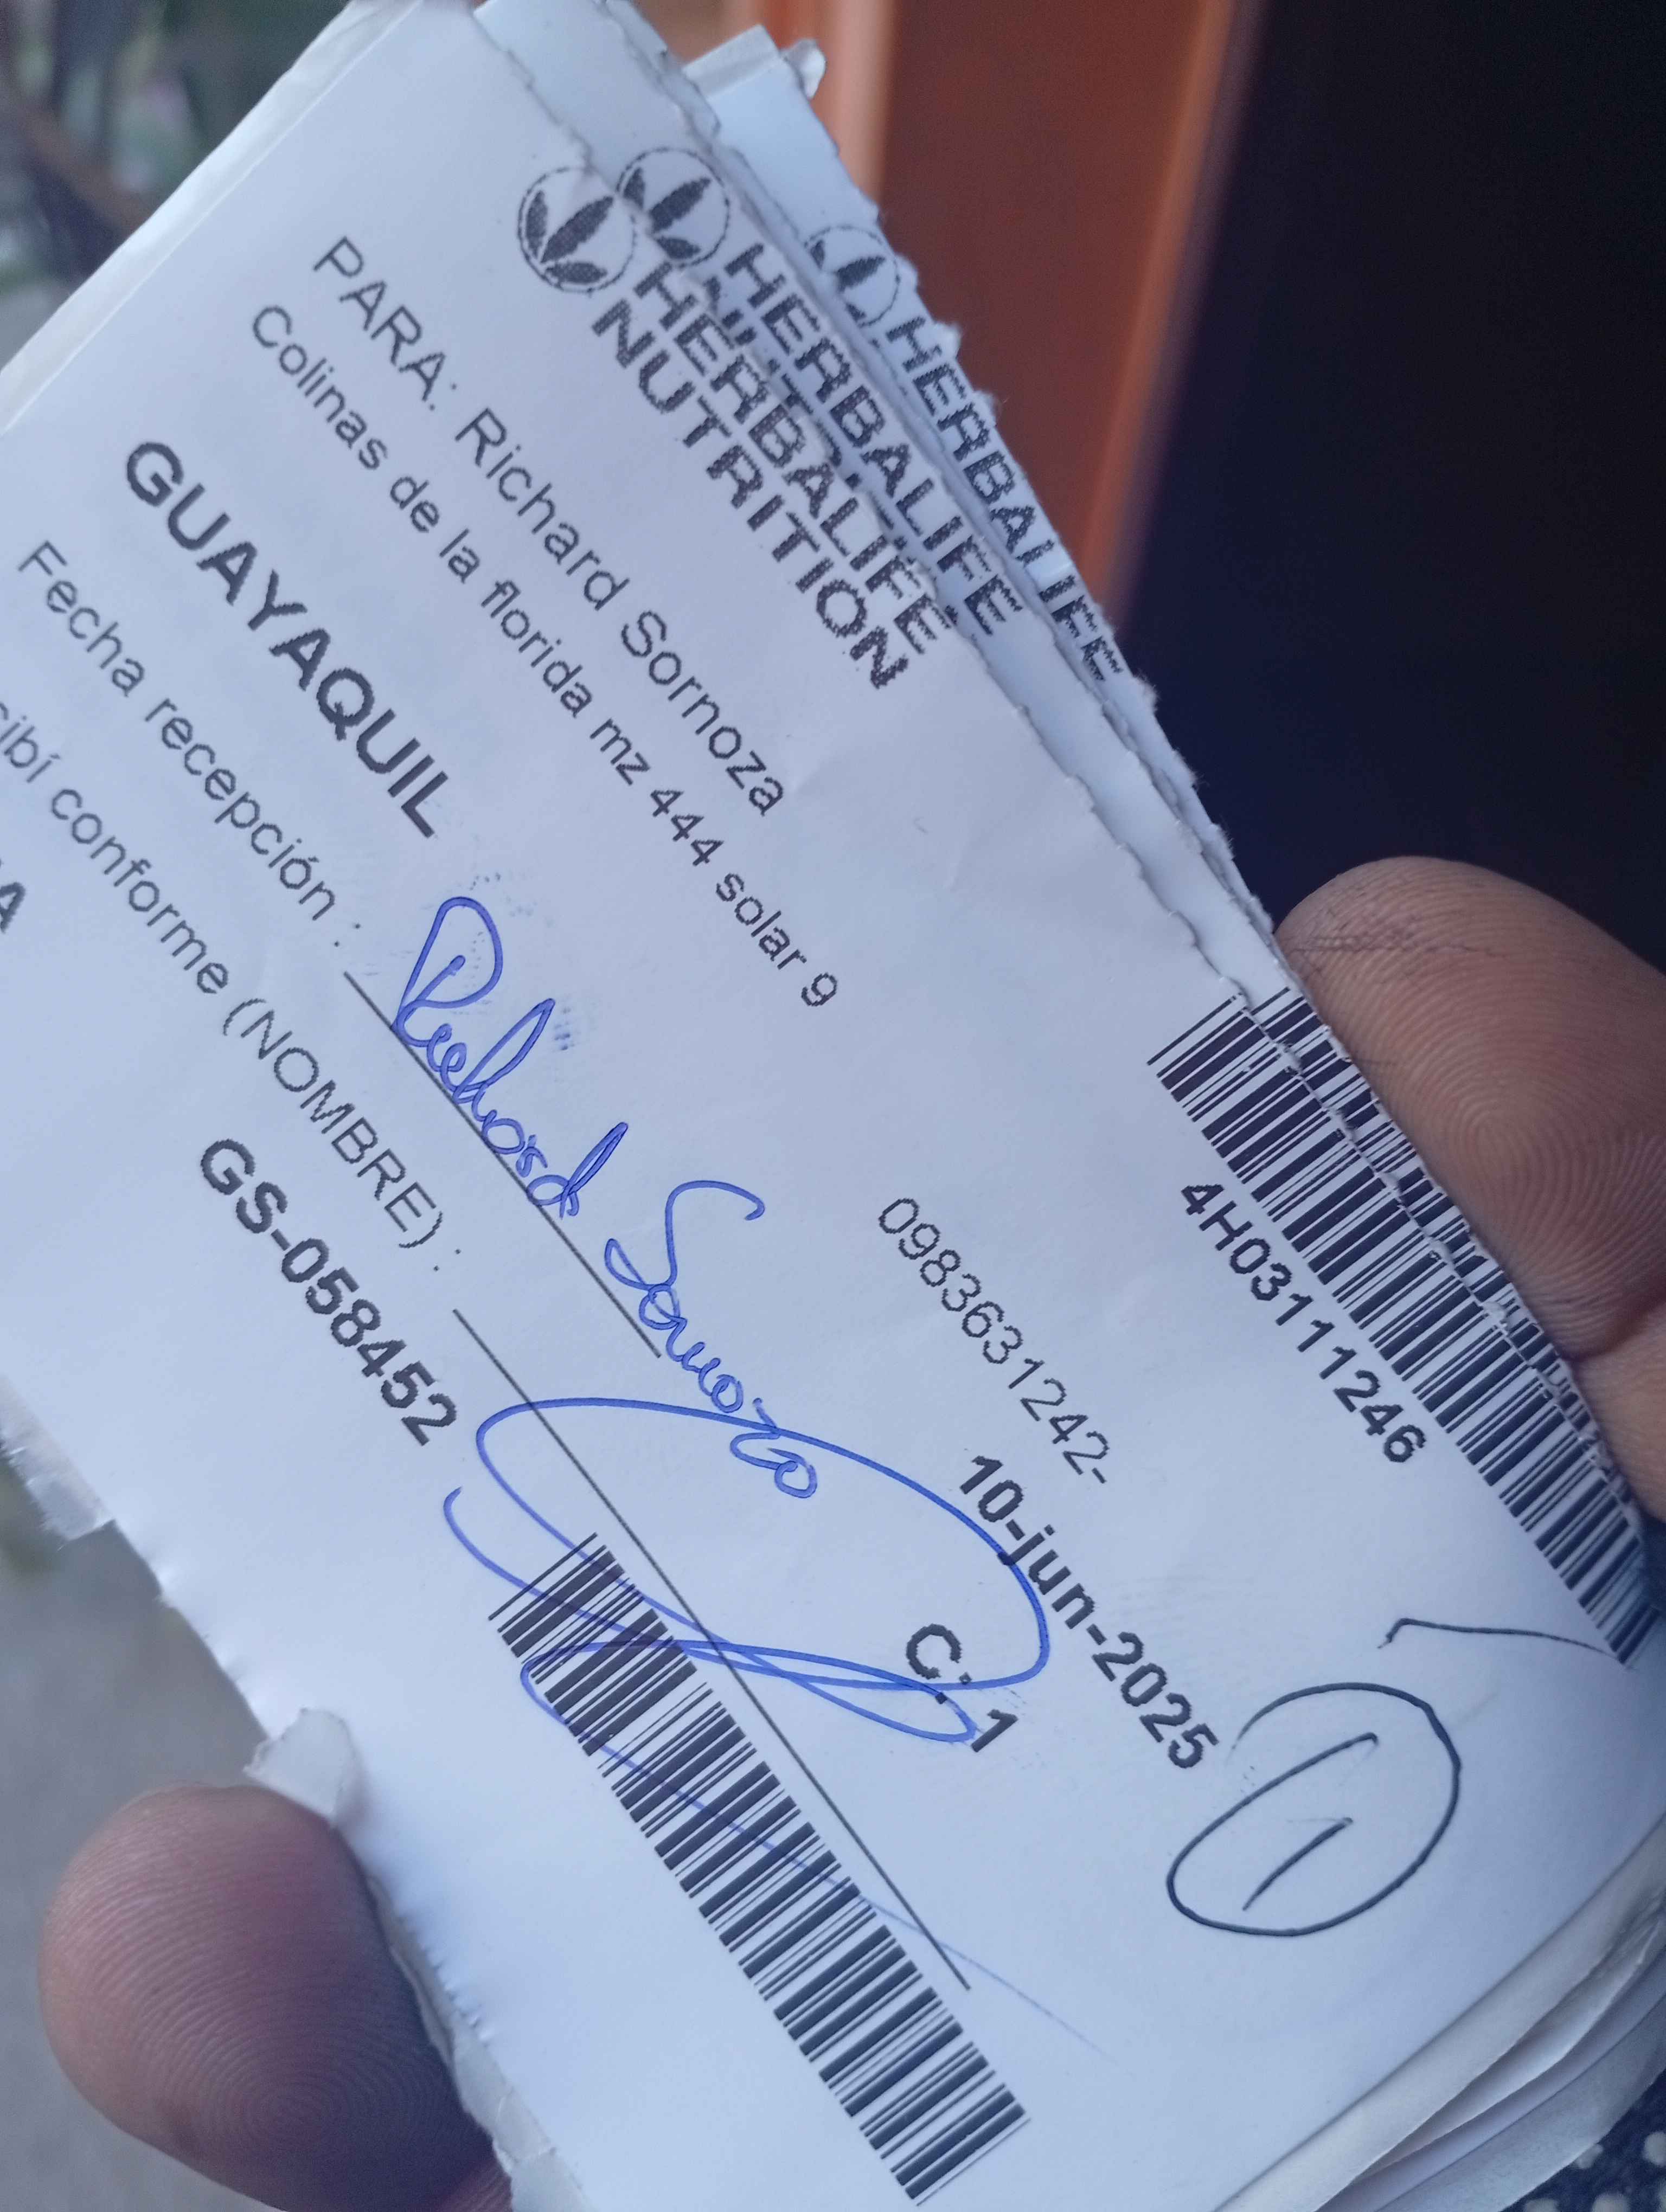 HERBALIFE
HERBALIFE
HERBALIFE
NUTRITION
4H03111246
PARA: Richard Sornoza
Colinas de la florida mz 444 solar 9
0983631242-
GUAYAQUIL
10-jun-2025
1
Fecha recepción :
Richard Sornoza
C: 1
cibí conforme (NOMBRE) :
GS-058452
A